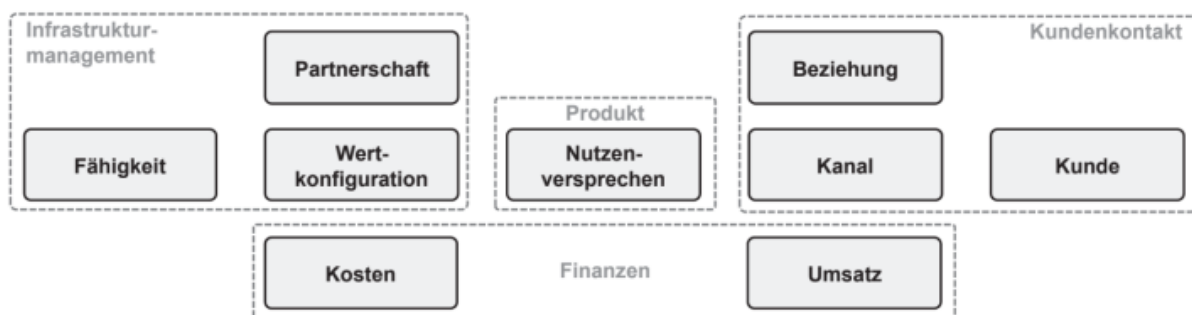 Infrastruktur-
management
Partnerschaft
Fähigkeit
Wert-
konfiguration
Produkt
Nutzen-
versprechen
Kundenkontakt
Beziehung
Kanal
Kunde
Kosten
Finanzen
Umsatz